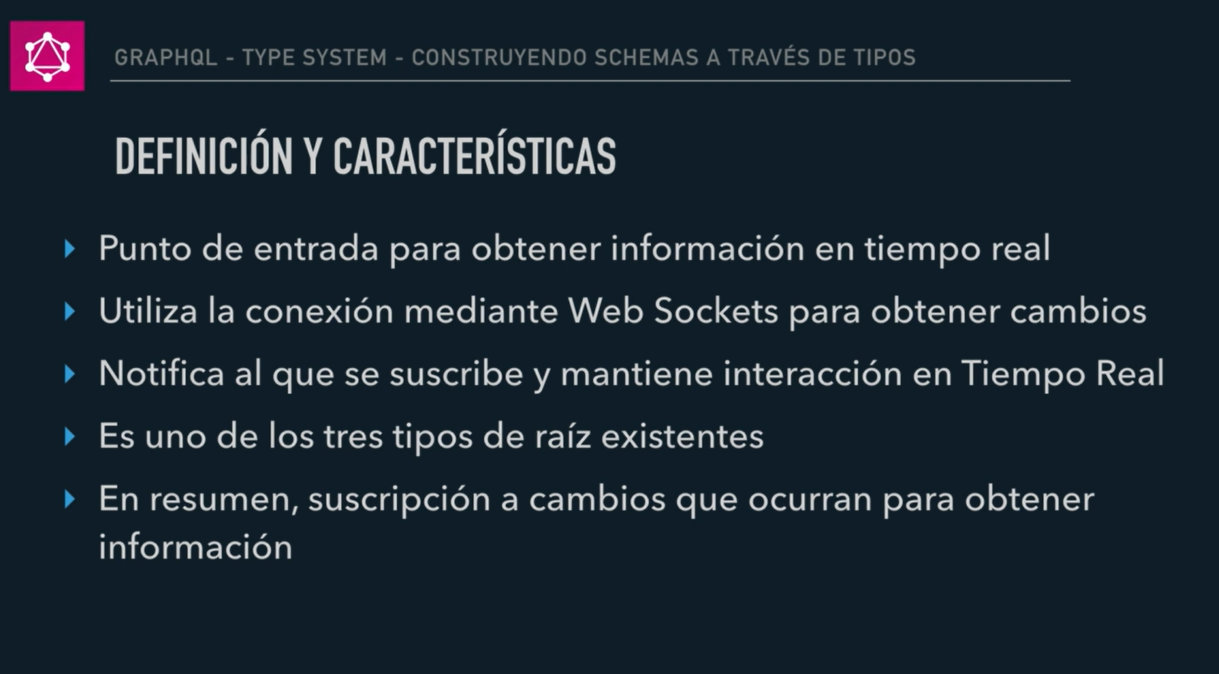 GRAPHQL - TYPE SYSTEM - CONSTRUYENDO SCHEMAS A TRAVÉS DE TIPOS
DEFINICIÓN Y CARACTERÍSTICAS
Punto de entrada para obtener información en tiempo real
Utiliza la conexión mediante Web Sockets para obtener cambios
Notifica al que se suscribe y mantiene interacción en Tiempo Real
Es uno de los tres tipos de raíz existentes
En resumen, suscripción a cambios que ocurran para obtener
información